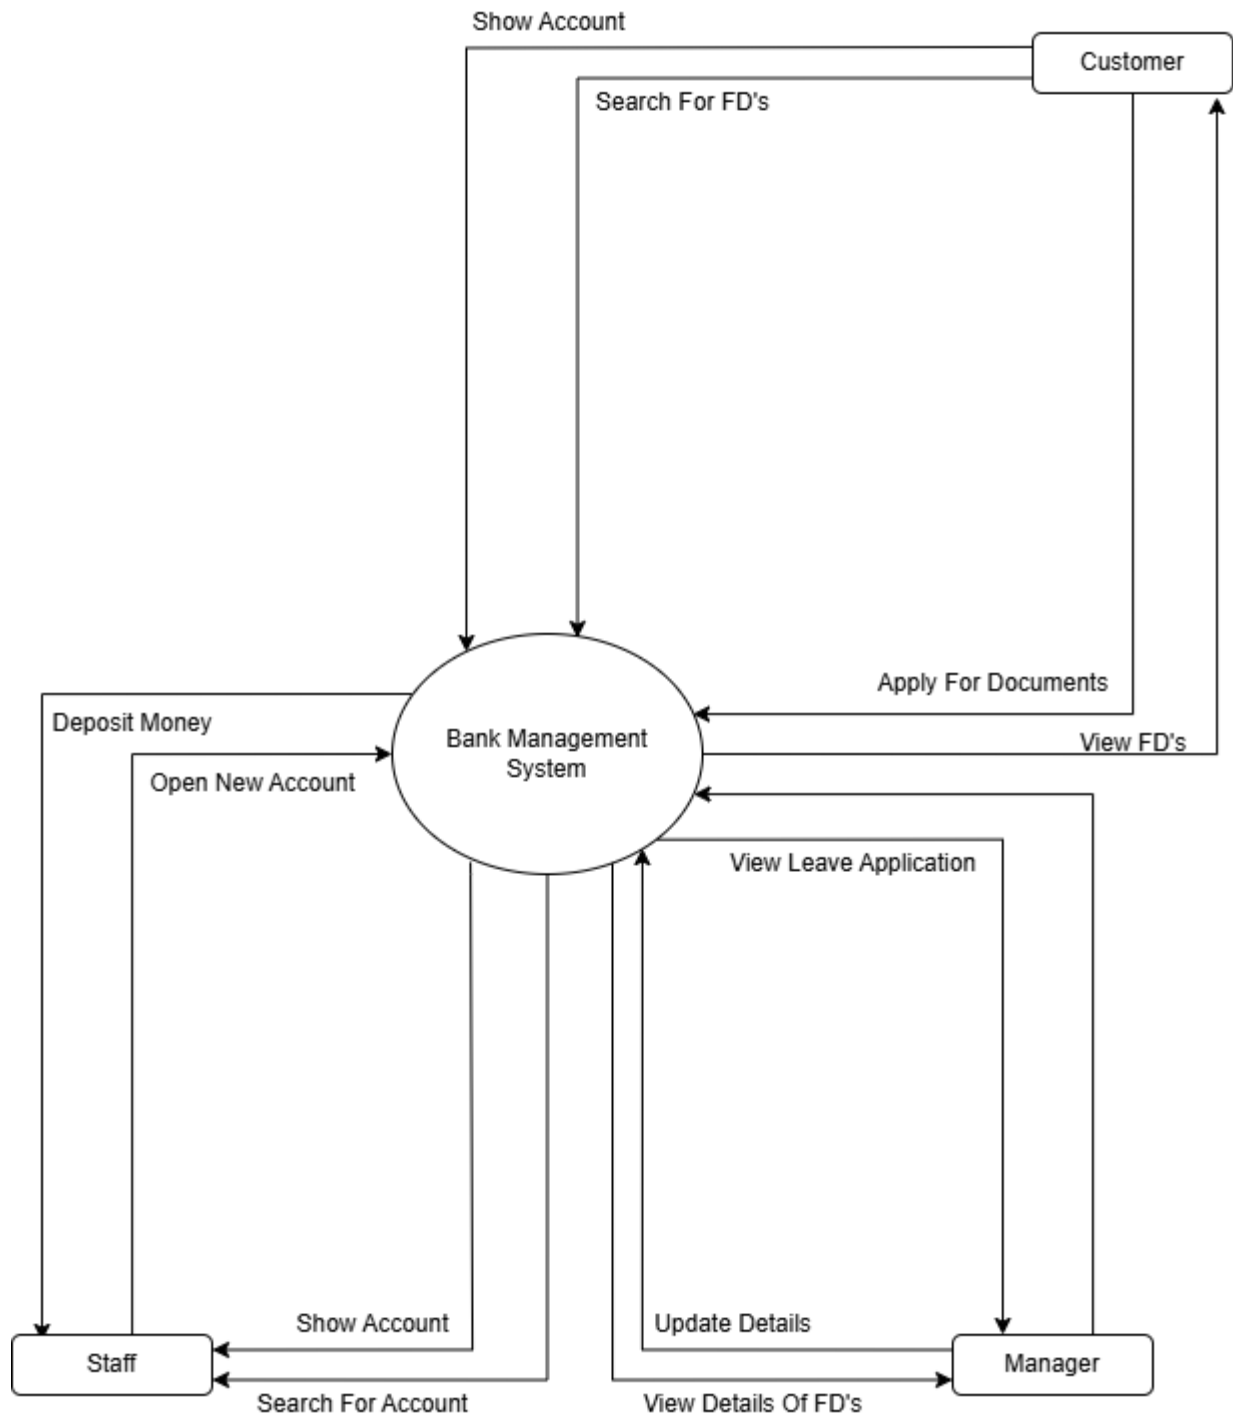 Show Account
Customer
Search For FD's
Apply For Documents
Deposit Money
Bank Management
System
View FD's
Open New Account
View Leave Application
Show Account
Update Details
Staff
Manager
Search For Account
View Details Of FD's